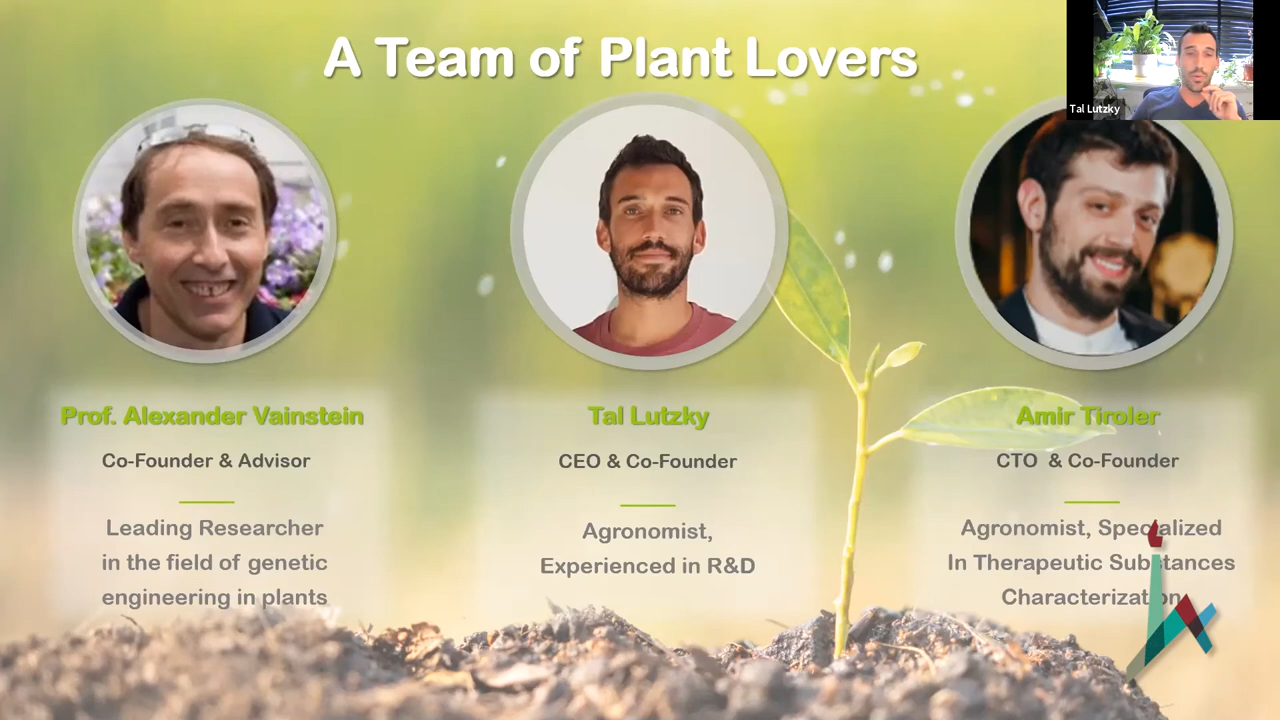 A Team of Plant Lovers
Tal Lutzky
Prof. Alexander Vainstein
Co-Founder & Advisor
Leading Researcher
in the field of genetic
engineering in plants
Tal Lutzky
CEO & Co-Founder
Agronomist,
Experienced in R&D
Amir Tiroler
CTO & Co-Founder
Agronomist, Specialized
In Therapeutic Substances
Characterization